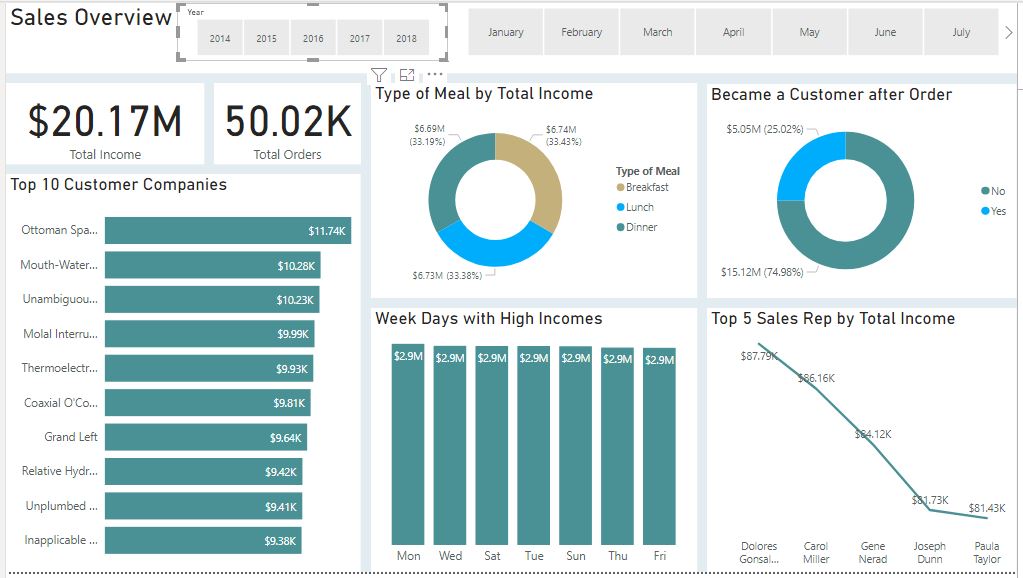 Sales Overview
Year
2014 2015 2016 2017 2018
January February March April May June July
$20.17M
Total Income
50.02K
Total Orders
Type of Meal by Total Income
$6.69M
(33.19%)
$6.74M
(33.43%)
$6.73M (33.38%)
Type of Meal
Breakfast
Lunch
Dinner
Became a Customer after Order
$5.05M (25.02%)
$15.12M (74.98%)
No
Yes
Top 10 Customer Companies
Ottoman Spa... $11.74K
Mouth-Water... $10.28K
Unambiguou... $10.23K
Molal Interru... $9.99K
Thermoelectr... $9.93K
Coaxial O'Co... $9.81K
Grand Left $9.64K
Relative Hydr... $9.42K
Unplumbed ... $9.41K
Inapplicable ... $9.38K
Week Days with High Incomes
$2.9M $2.9M $2.9M $2.9M $2.9M $2.9M $2.9M
Mon Wed Sat Tue Sun Thu Fri
Top 5 Sales Rep by Total Income
$87.79K
$86.16K
$84.12K
$81.73K
$81.43K
Dolores Carol Gene Joseph Paula
Gonsal... Miller Nerad Dunn Taylor